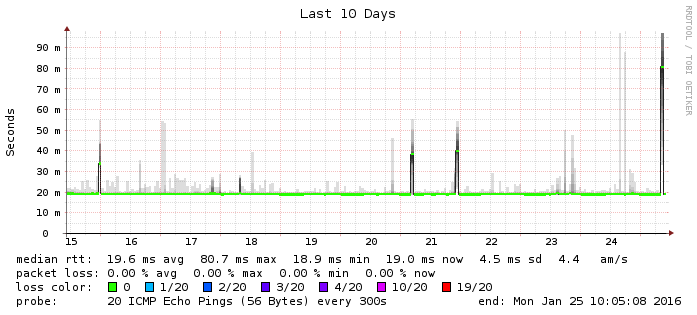 Last 10 Days
RRDTOOL / TOBI OETIKER
Seconds
90 m
80 m
70 m
60 m
50 m
40 m
30 m
20 m
10 m
0
15 16 17 18 19 20 21 22 23 24
median rtt: 19.6 ms avg 80.7 ms max 18.9 ms min 19.0 ms now 4.5 ms sd 4.4 am/s
packet loss: 0.00 % avg 0.00 % max 0.00 % min 0.00 % now
loss color: 0 1/20 2/20 3/20 4/20 10/20 19/20
probe: 20 ICMP Echo Pings (56 Bytes) every 300s end: Mon Jan 25 10:05:08 2016